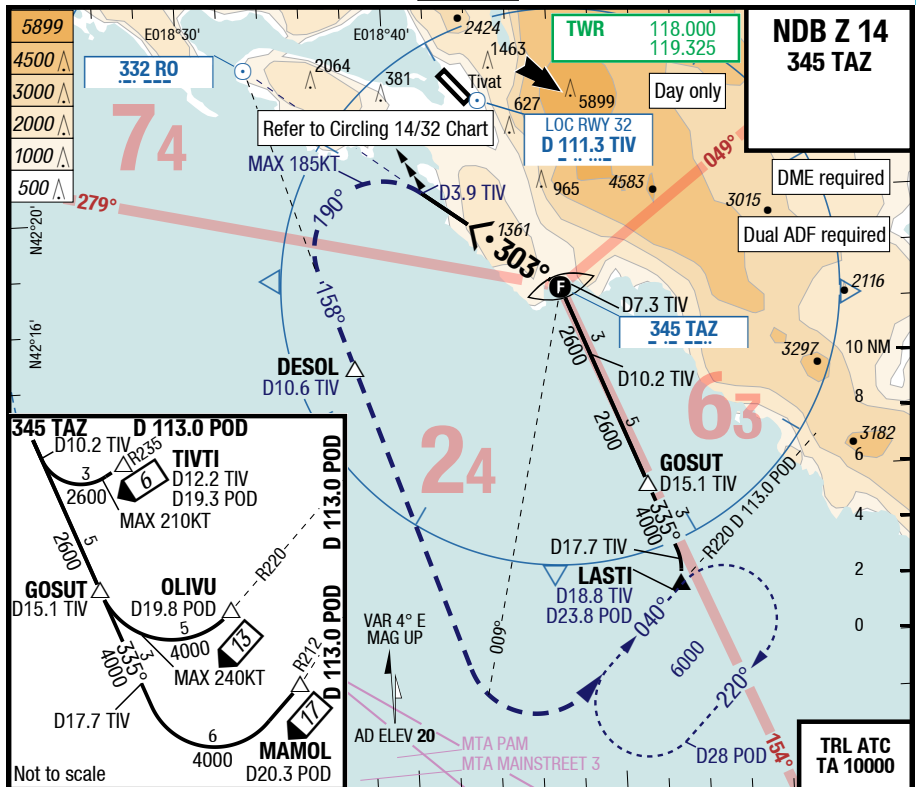 5899
4500
3000
2000
1000
500
E018°30'
E018°40'
2424
1463
2064
381
332 RO
Tivat
627
5899
TWR 118.000
119.325
NDB Z 14
345 TAZ
Day only
Refer to Circling 14/32 Chart
LOC RWY 32
D 111.3 TIV
74
MAX 185KT
D3.9 TIV
965
4583
049°
DME required
3015
Dual ADF required
279°
190°
1361
303°
N42°20'
F
D7.3 TIV
2116
345 TAZ
158°
N42°16'
3
2600
3297
10 NM
DESOL
D10.6 TIV
D10.2 TIV
63
8
5
2600
3182
6
24
GOSUT
D15.1 TIV
3
335°
4000
R220 D 113.0 POD
4
D17.7 TIV
LASTI
D18.8 TIV
D23.8 POD
2
0
VAR 4° E
MAG UP
009°
040°
6000
220°
AD ELEV 20
MTA PAM
MTA MAINSTREET 3
D28 POD
154°
TRL ATC
TA 10000
345 TAZ
D 113.0 POD
D10.2 TIV
R235
3
2600
6
TIVTI
D12.2 TIV
D19.3 POD
MAX 210KT
D 113.0 POD
5
2600
GOSUT
D15.1 TIV
OLIVU
D19.8 POD
R220
5
4000
13
MAX 240KT
3
335°
4000
R212
D 113.0 POD
D17.7 TIV
17
6
4000
MAMOL
D20.3 POD
Not to scale